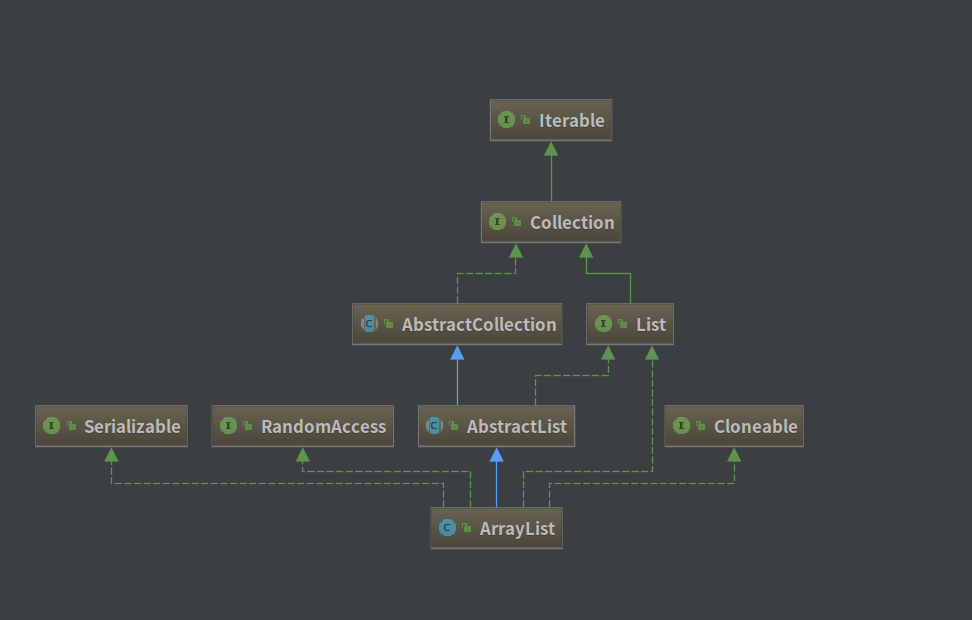 Iterable
Collection
AbstractCollection
List
Serializable
RandomAccess
AbstractList
Cloneable
ArrayList